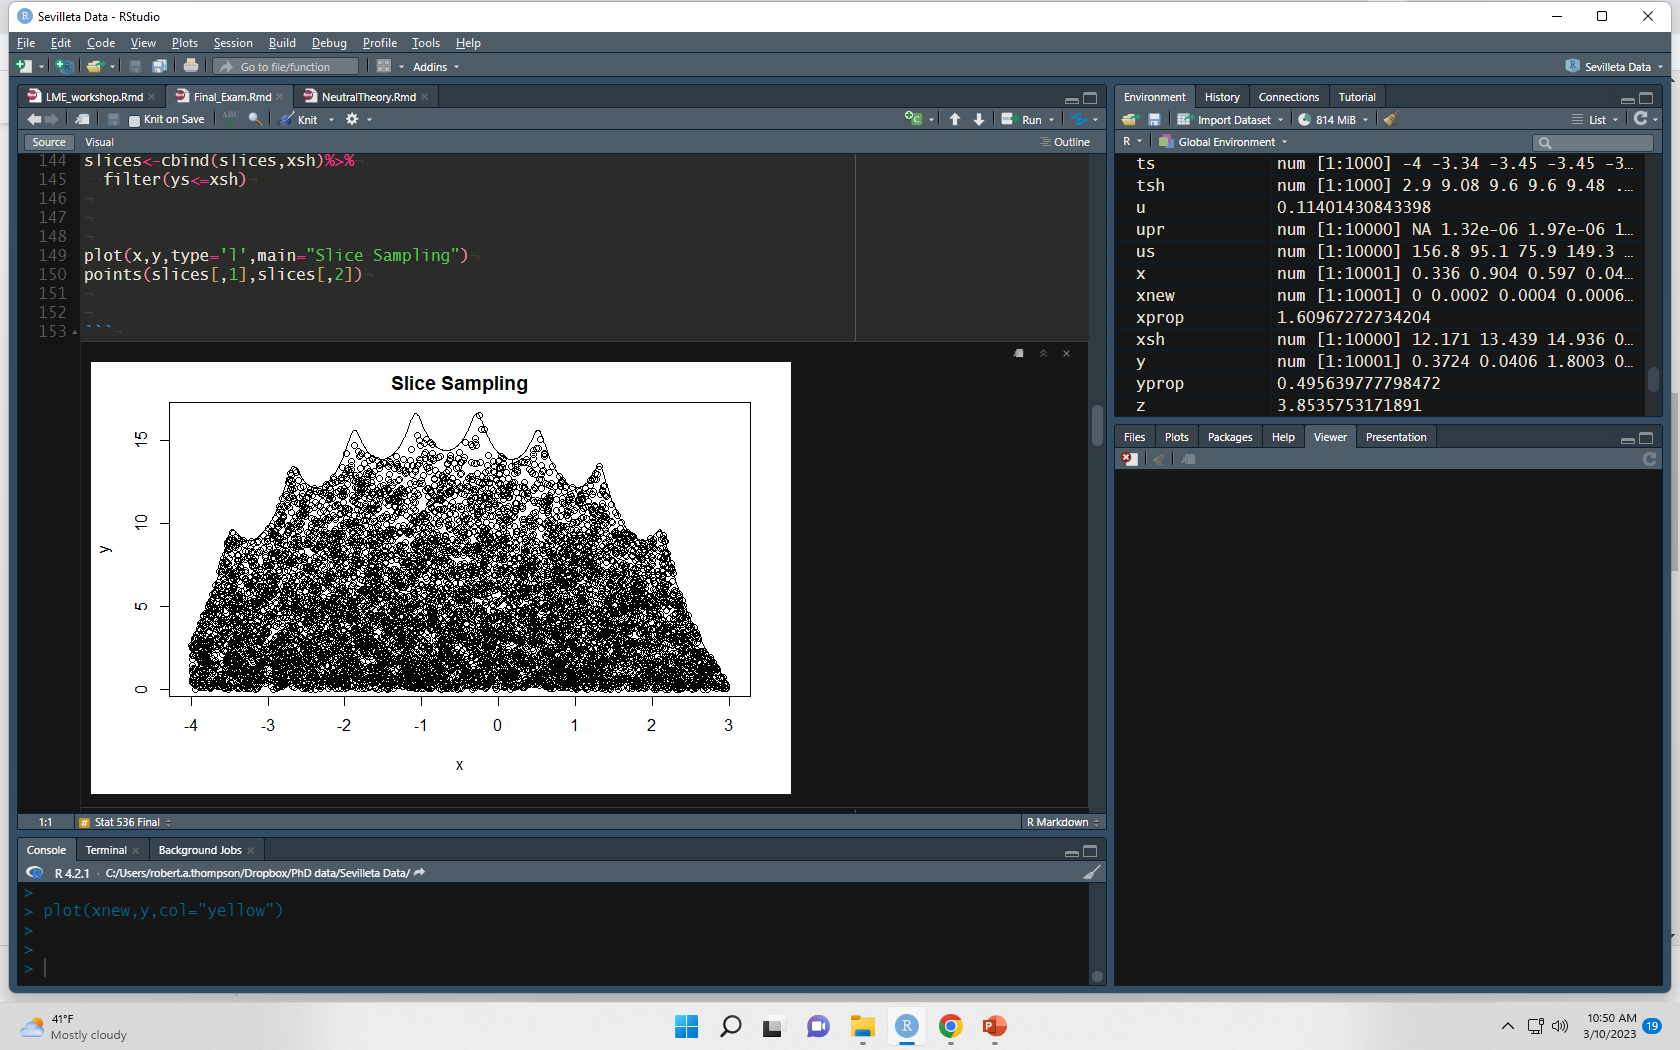 Sevilleta Data - RStudio
File Edit Code View Plots Session Build Debug Profile Tools Help
Go to file/function Addins Sevilleta Data
LME_workshop.Rmd Final_Exam.Rmd NeutralTheory.Rmd
Knit on Save ABC Knit Run
Source Visual Outline
144 slices<-cbind(slices,xsh)%>%
145 filter(ys<=xsh)
146
147
148
149 plot(x,y,type='l',main="Slice Sampling")
150 points(slices[,1],slices[,2])
151
152
153 ```
Slice Sampling
15
10
5
0
y
-4 -3 -2 -1 0 1 2 3
x
1:1 Stat 536 Final R Markdown
Console Terminal Background Jobs
R 4.2.1 · C:/Users/robert.a.thompson/Dropbox/PhD data/Sevilleta Data/
>
> plot(xnew,y,col="yellow")
>
>
>
Environment History Connections Tutorial
Import Dataset 814 MiB List
R Global Environment
ts num [1:1000] -4 -3.34 -3.45 -3.45 -3…
tsh num [1:1000] 2.9 9.08 9.6 9.6 9.48 .…
u 0.11401430843398
upr num [1:1000] NA 1.32e-06 1.97e-06 1…
us num [1:10000] 156.8 95.1 75.9 149.3 …
x num [1:10001] 0.336 0.904 0.597 0.04…
xnew num [1:10001] 0 0.0002 0.0004 0.0006…
xprop 1.60967272734204
xsh num [1:10000] 12.171 13.439 14.936 0…
y num [1:10001] 0.3724 0.0406 1.8003 0…
yprop 0.495639777798472
z 3.8535753171891
Files Plots Packages Help Viewer Presentation
41°F
Mostly cloudy
10:50 AM
3/10/2023
19